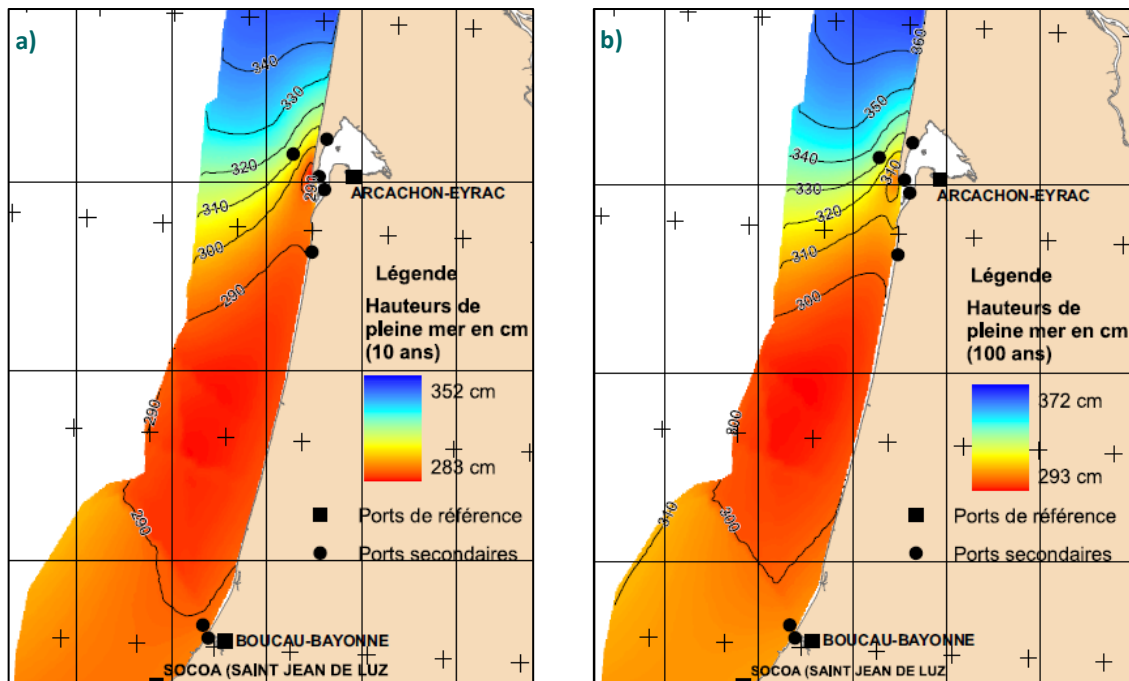 a)
340
330
320
310
290
300
290
290
290
ARCACHON-EYRAC
Légende
Hauteurs de
pleine mer en cm
(10 ans)
352 cm
283 cm
Ports de référence
Ports secondaires
BOUCAU-BAYONNE
SOCOA (SAINT JEAN DE LUZ
b)
360
350
340
330
310
320
310
300
300
300
310
ARCACHON-EYRAC
Légende
Hauteurs de
pleine mer en cm
(100 ans)
372 cm
293 cm
Ports de référence
Ports secondaires
BOUCAU-BAYONNE
SOCOA (SAINT JEAN DE LUZ